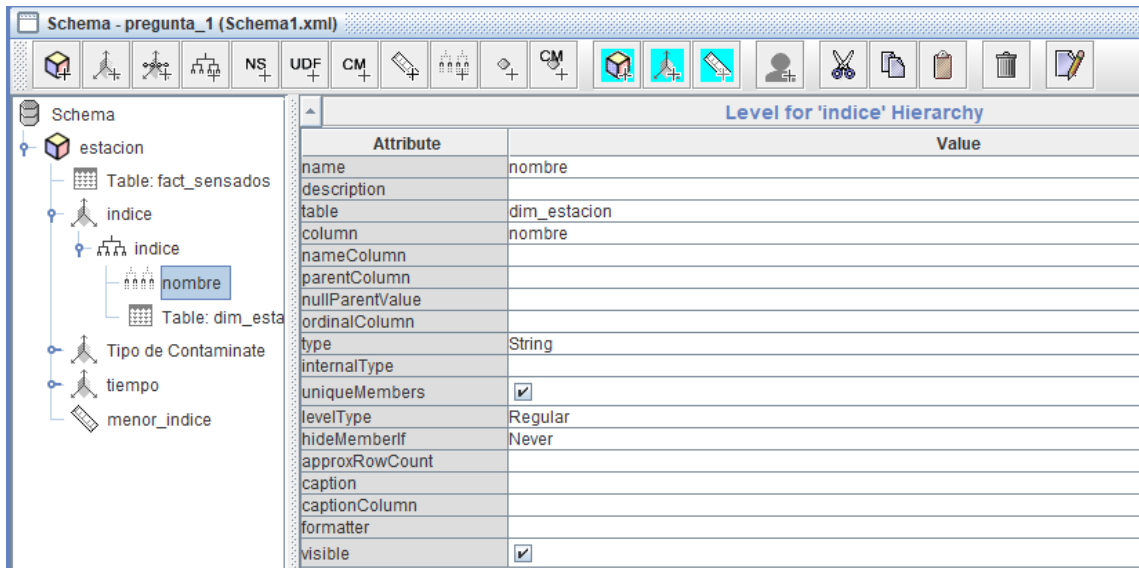 Schema - pregunta_1 (Schema1.xml)
NS UDF CM CM
Schema
estacion
Table: fact_sensados
indice
indice
nombre
Table: dim_esta
Tipo de Contaminate
tiempo
menor_indice
Level for 'indice' Hierarchy
Attribute Value
name nombre
description
table dim_estacion
column nombre
nameColumn
parentColumn
nullParentValue
ordinalColumn
type String
internalType
uniqueMembers
levelType Regular
hideMemberIf Never
approxRowCount
caption
captionColumn
formatter
visible